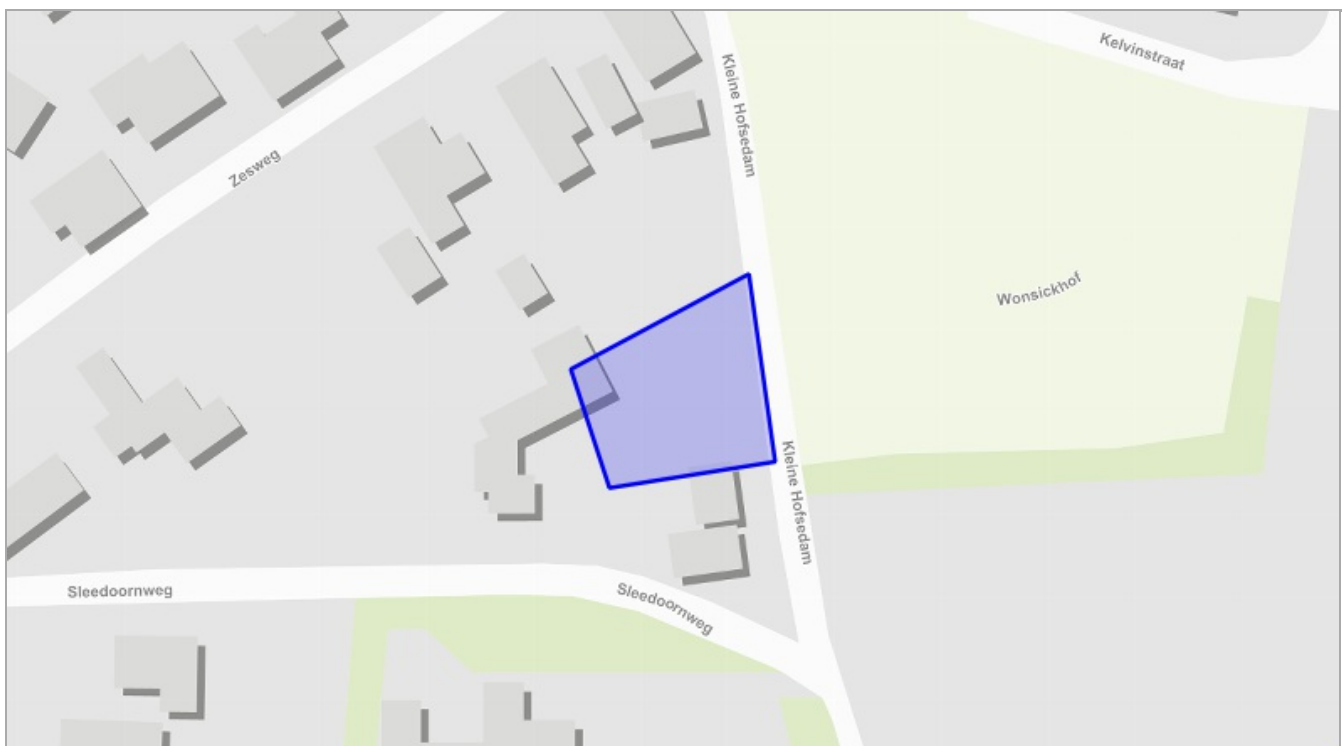 Kelvinstraat
Kleine Hofsedam
Zesweg
Wonsickhof
Kleine Hofsedam
Sleedoornweg
Sleedoornweg